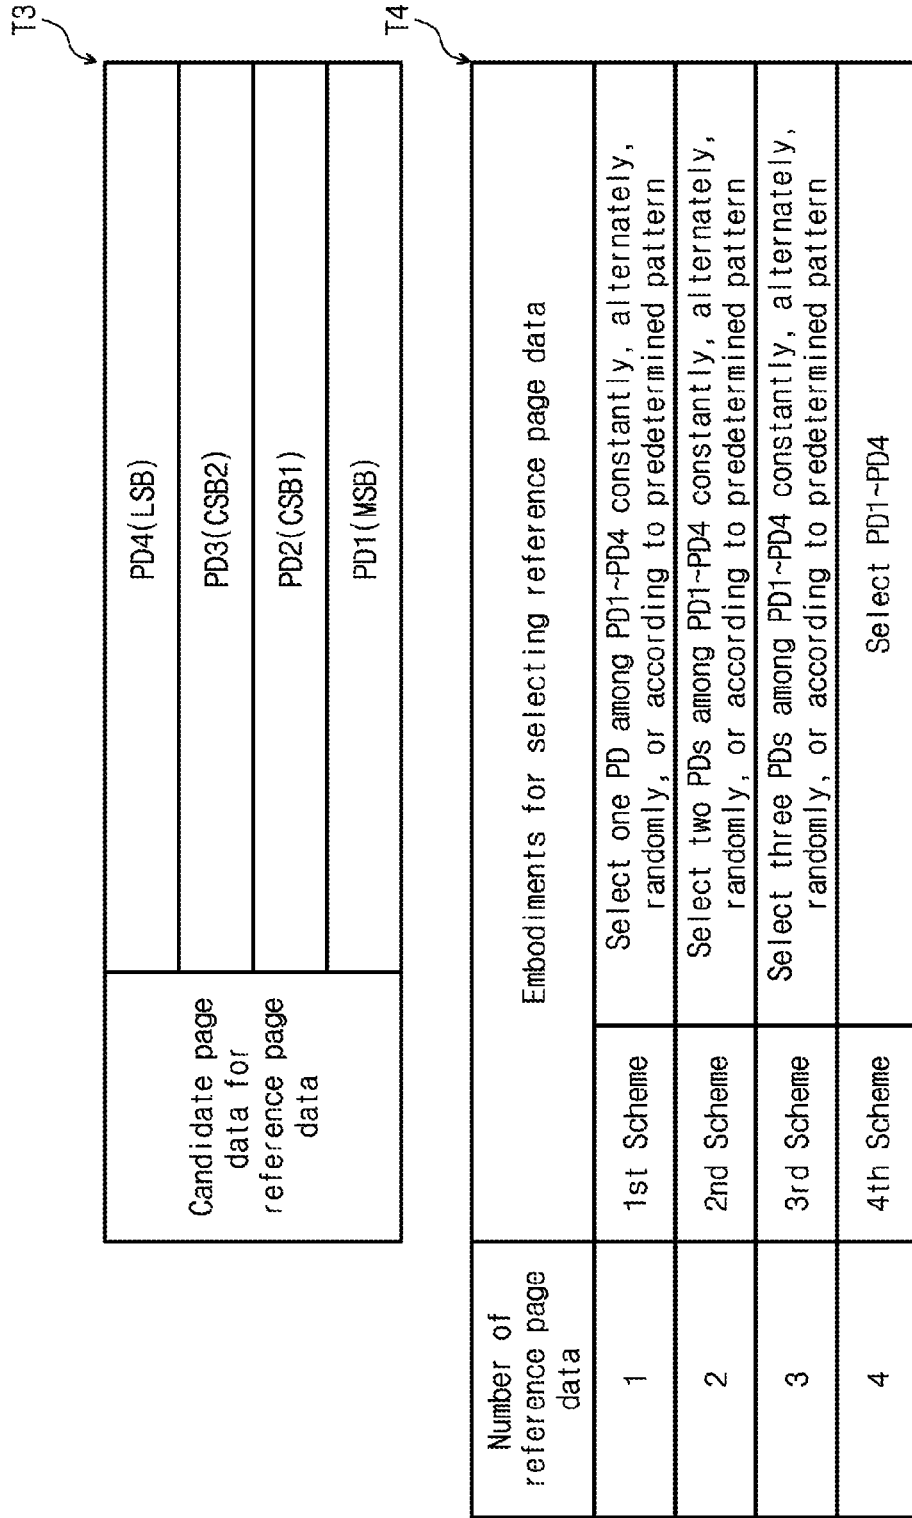 T3
Candidate page
data for
reference page
data
PD4(LSB)
PD3(CSB2)
PD2(CSB1)
PD1(MSB)
T4
Number of
reference page
data
Embodiments for selecting reference page data
1
1st Scheme
Select one PD among PD1~PD4 constantly, alternately,
randomly, or according to predetermined pattern
2
2nd Scheme
Select two PDs among PD1~PD4 constantly, alternately,
randomly, or according to predetermined pattern
3
3rd Scheme
Select three PDs among PD1~PD4 constantly, alternately,
randomly, or according to predetermined pattern
4
4th Scheme
Select PD1~PD4